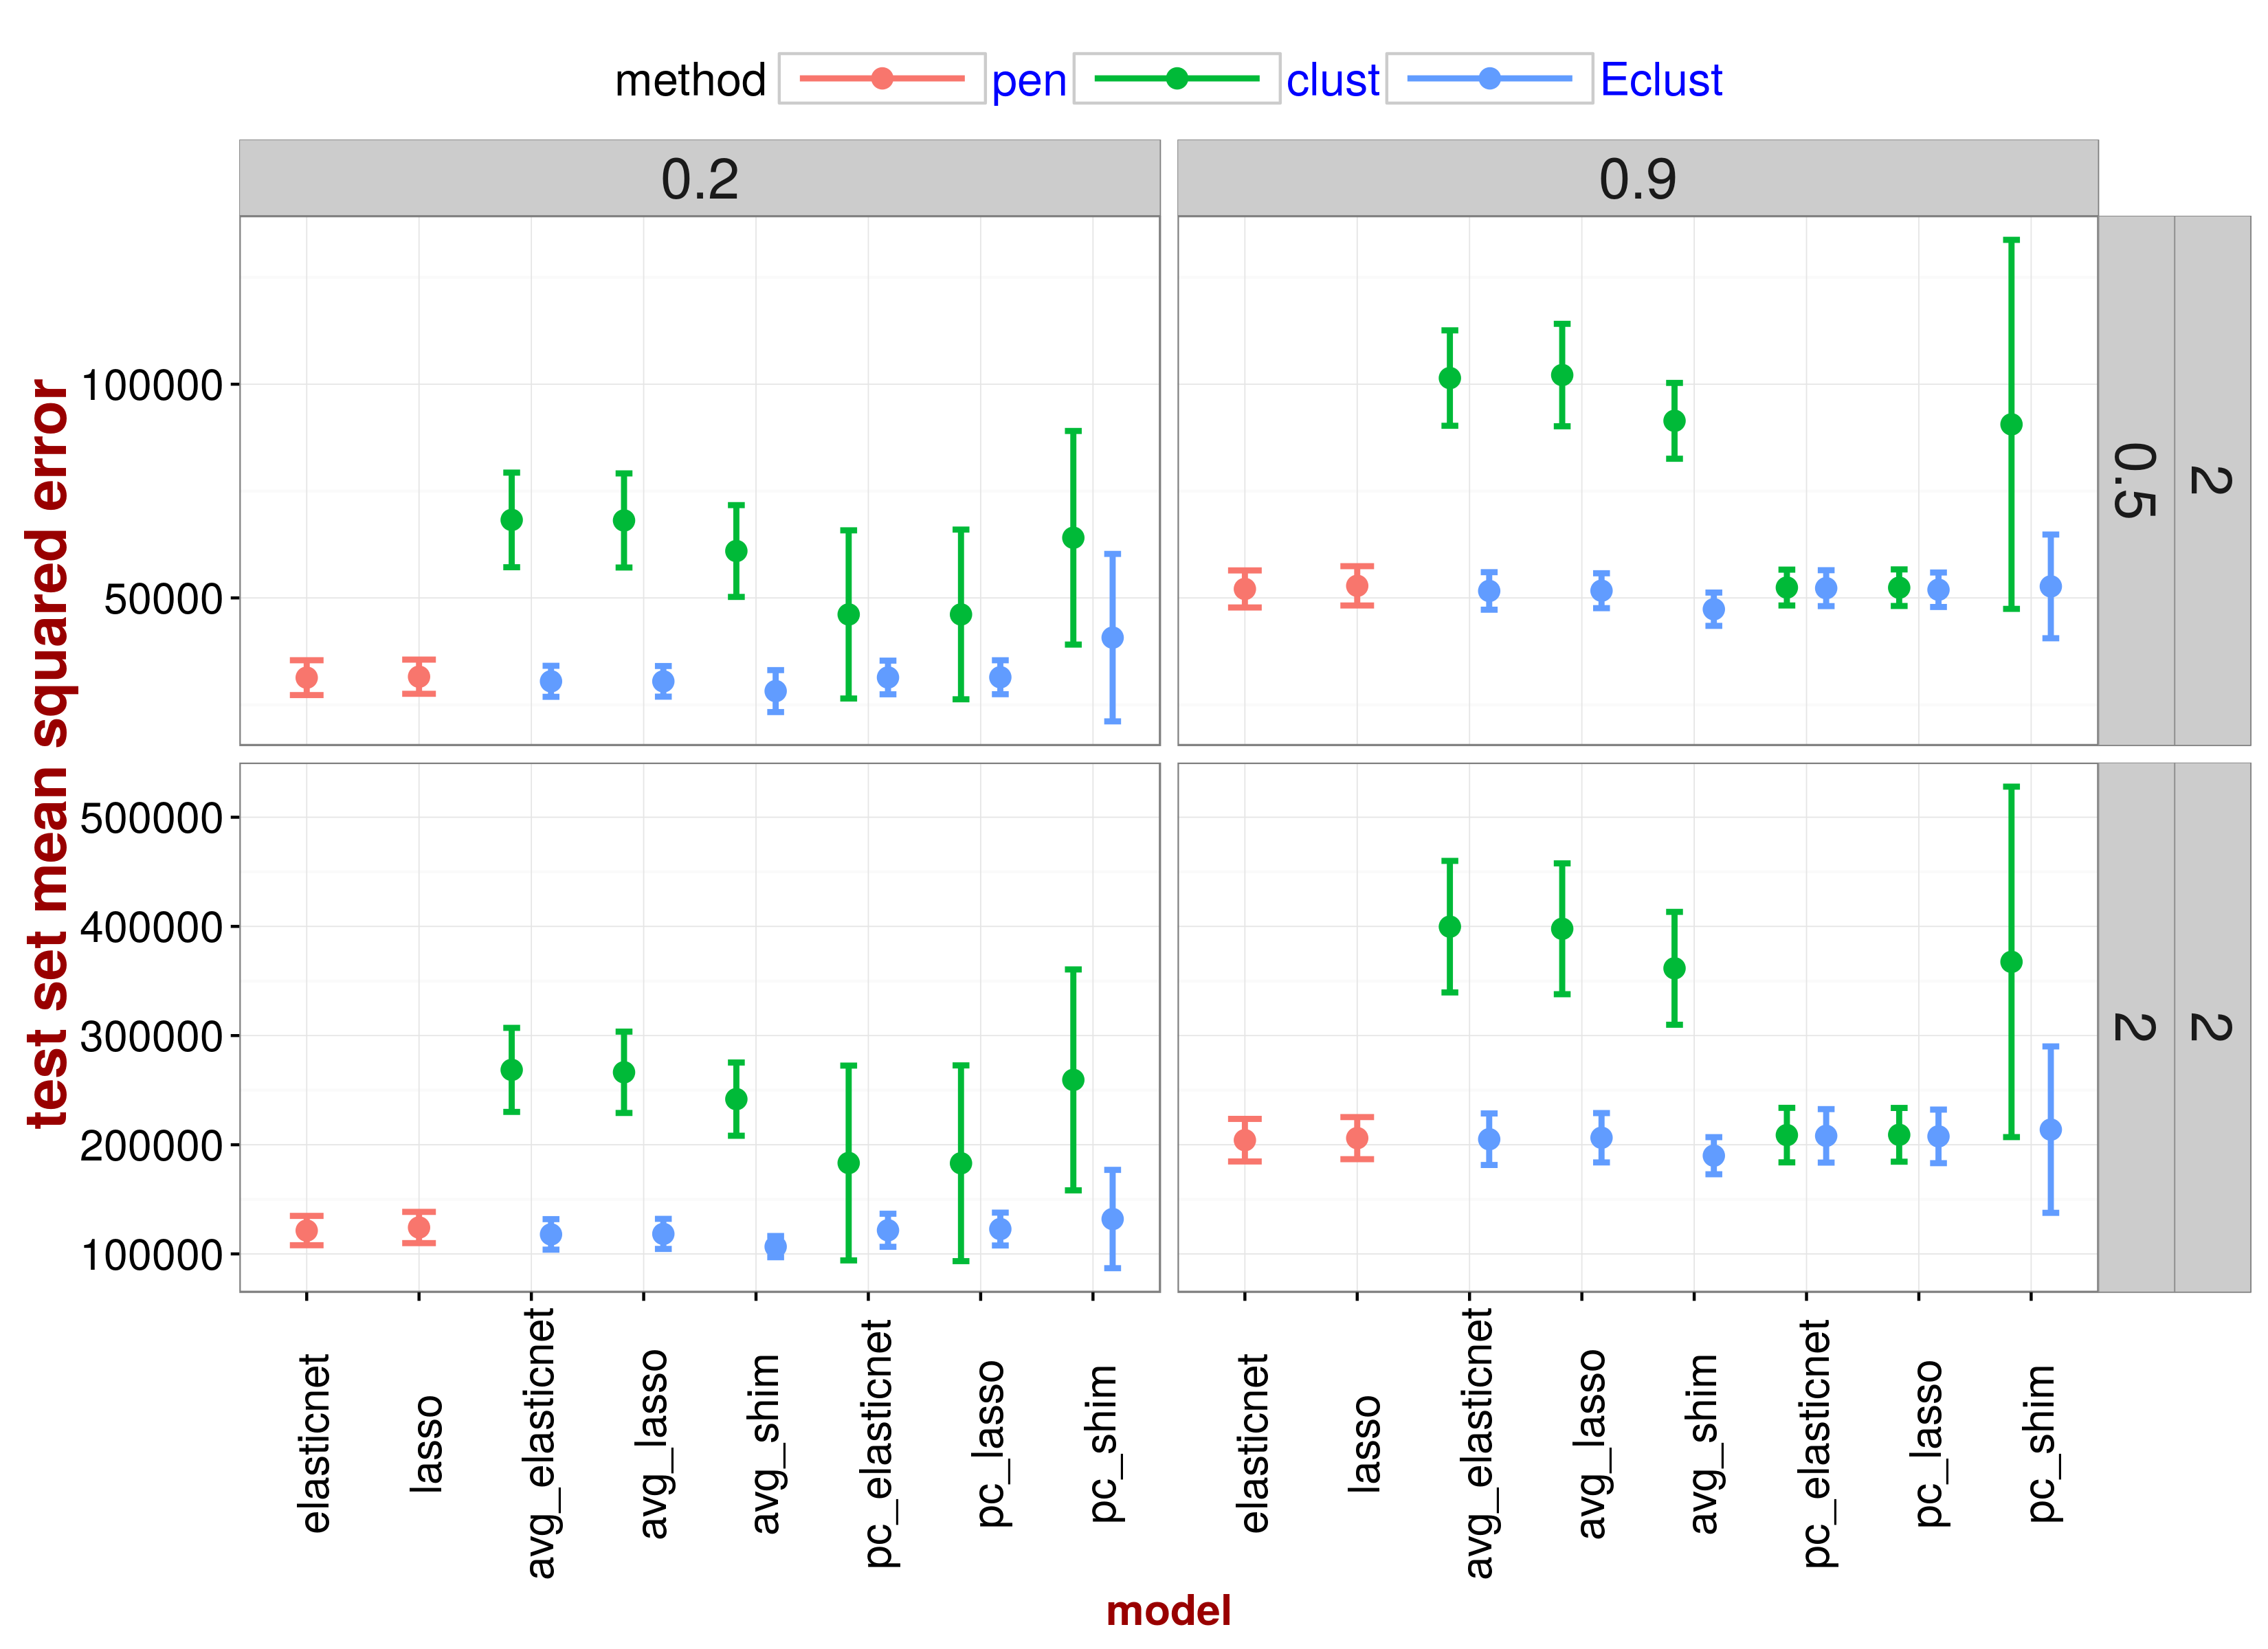 method pen clust Eclust
0.2 0.9
test set mean squared error
100000
50000
0.5 2
500000
400000
300000
200000
100000
2 2
elasticnet lasso avg_elasticnet avg_lasso avg_shim pc_elasticnet pc_lasso pc_shim elasticnet lasso avg_elasticnet avg_lasso avg_shim pc_elasticnet pc_lasso pc_shim
model